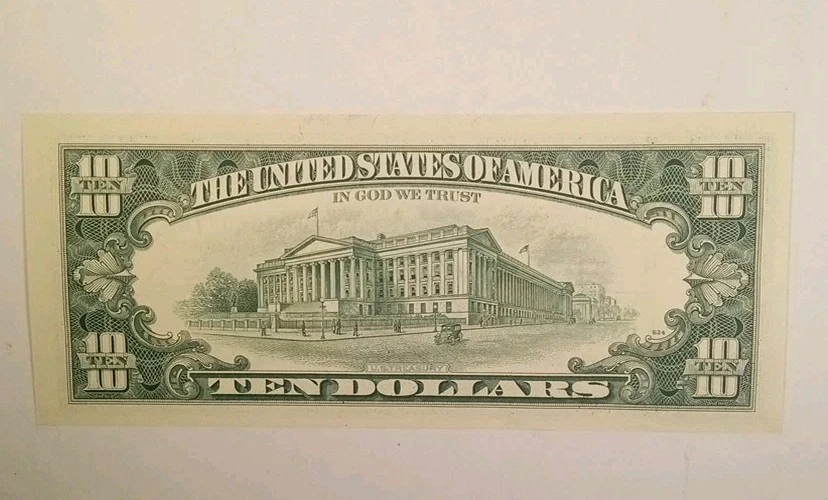 10 10
TEN TEN
THE UNITED STATES OF AMERICA
IN GOD WE TRUST
624
10 10
TEN TEN
U.S. TREASURY
TEN DOLLARS